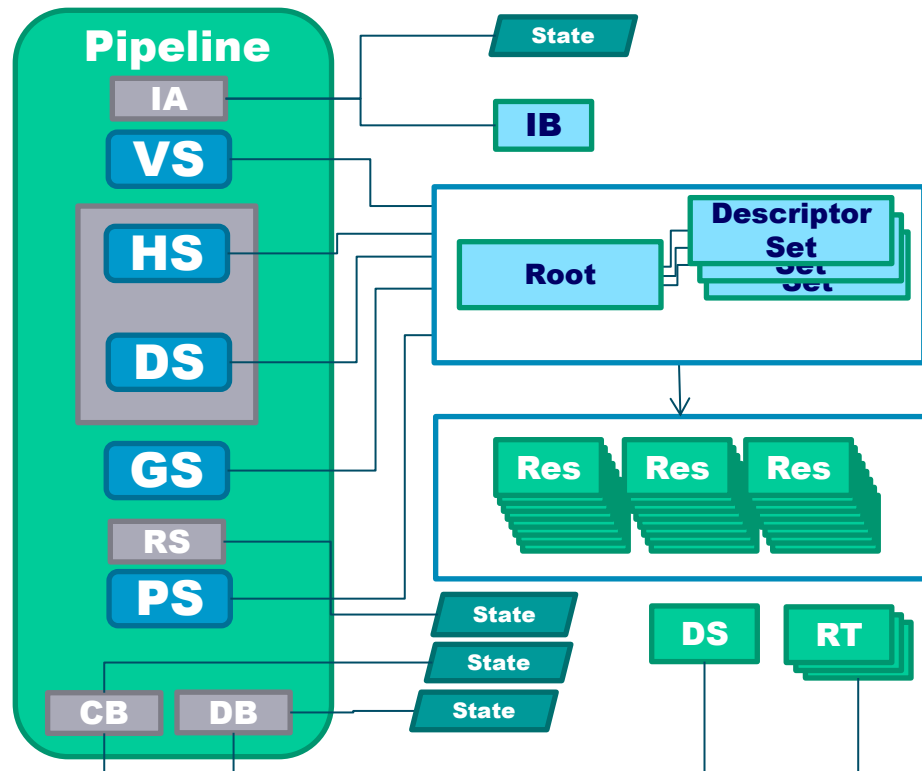 Pipeline
State
IA
IB
VS
Descriptor
Set
Set
Set
HS
Root
DS
GS
Res
Res
Res
RS
PS
State
DS
RT
State
CB
DB
State